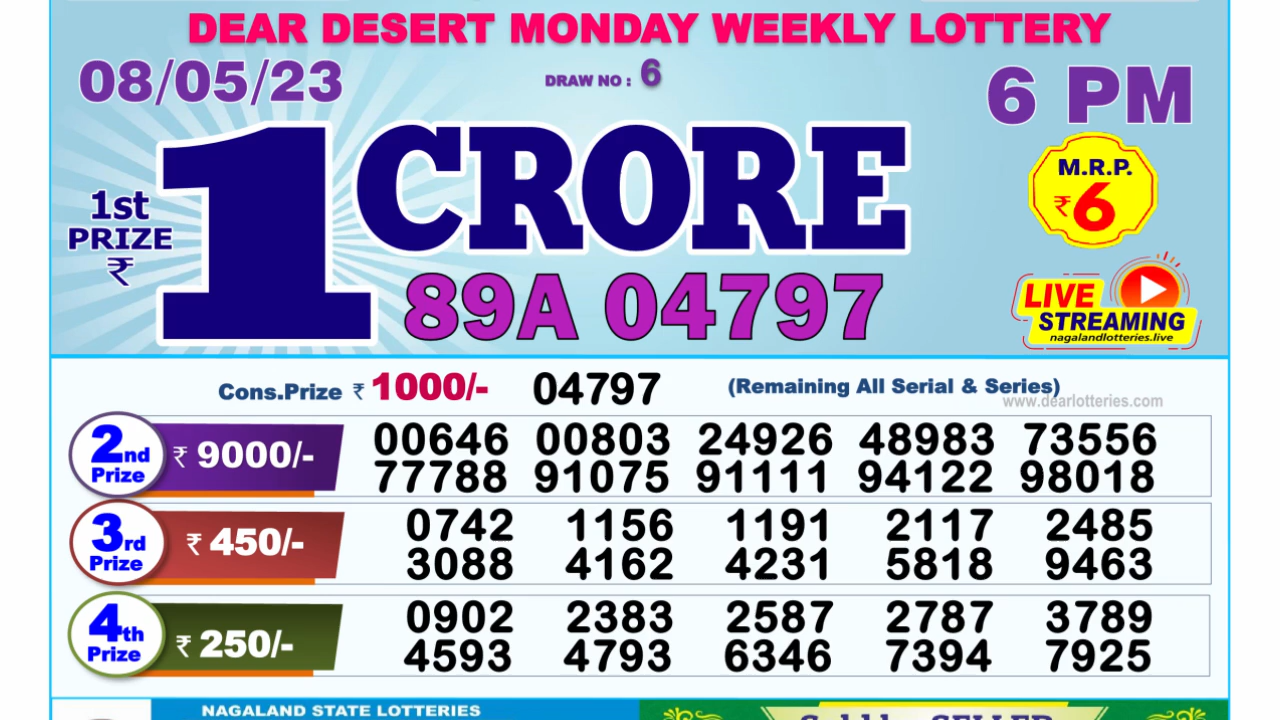 DEAR DESERT MONDAY WEEKLY LOTTERY
08/05/23
DRAW NO : 6
6 PM
1st
PRIZE
₹
1 CRORE
M.R.P.
₹6
89A 04797
LIVE
STREAMING
nagalandlotteries.live
Cons.Prize ₹ 1000/- 04797 (Remaining All Serial & Series)
www.dearlotteries.com
2nd
Prize
₹ 9000/-
00646 00803 24926 48983 73556
77788 91075 91111 94122 98018
3rd
Prize
₹ 450/-
0742 1156 1191 2117 2485
3088 4162 4231 5818 9463
4th
Prize
₹ 250/-
0902 2383 2587 2787 3789
4593 4793 6346 7394 7925
NAGALAND STATE LOTTERIES